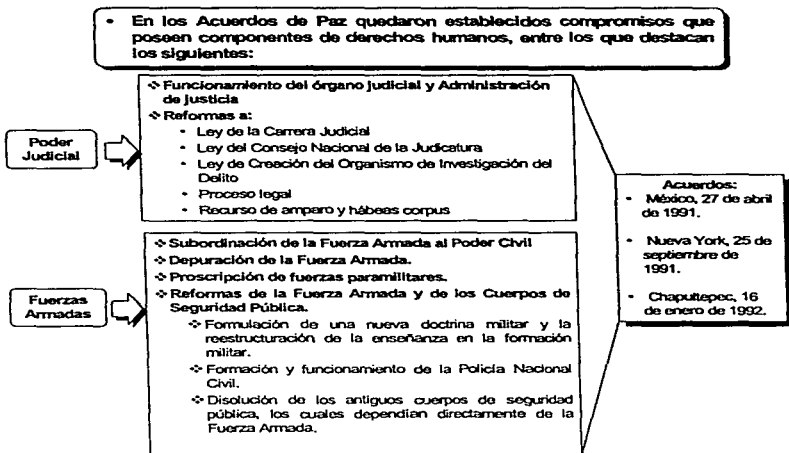 • En los Acuerdos de Paz quedaron establecidos compromisos que
poseen componentes de derechos humanos, entre los que destacan
los siguientes:
Poder
Judicial
❖ Funcionamiento del órgano judicial y Administración
de justicia
❖ Reformas a:
• Ley de la Carrera Judicial
• Ley del Consejo Nacional de la Judicatura
• Ley de Creación del Organismo de Investigación del
Delito
• Proceso legal
• Recurso de amparo y hábeas corpus
Fuerzas
Armadas
❖ Subordinación de la Fuerza Armada al Poder Civil
❖ Depuración de la Fuerza Armada.
❖ Proscripción de fuerzas paramilitares.
❖ Reformas de la Fuerza Armada y de los Cuerpos de
Seguridad Pública.
❖ Formulación de una nueva doctrina militar y la
reestructuración de la enseñanza en la formación
militar.
❖ Formación y funcionamiento de la Policía Nacional
Civil.
❖ Disolución de los antiguos cuerpos de seguridad
pública, los cuales dependían directamente de la
Fuerza Armada.
Acuerdos:
• México, 27 de abril
de 1991.
• Nueva York, 25 de
septiembre de
1991.
• Chapultepec, 16
de enero de 1992.